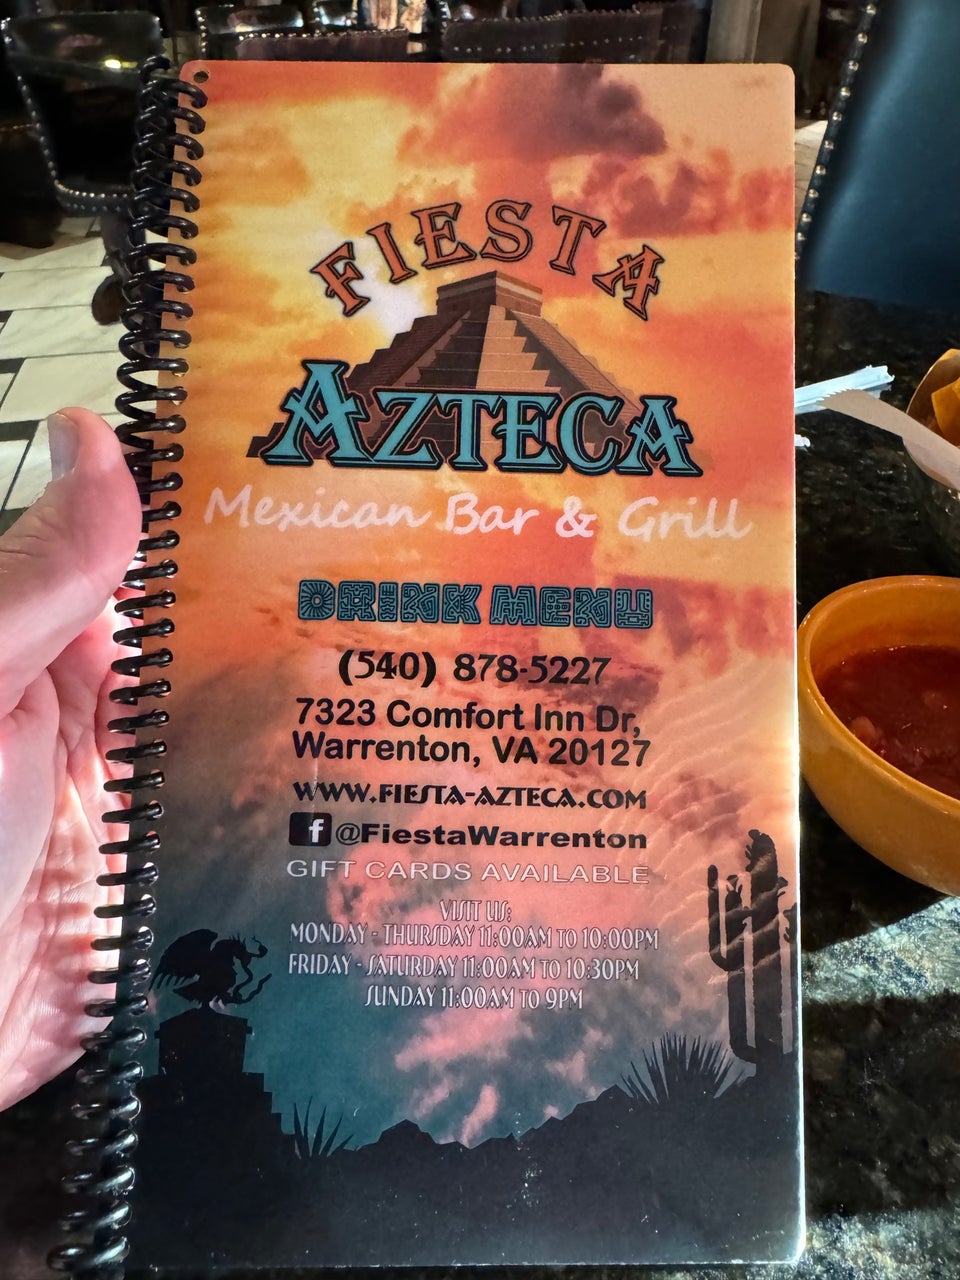 FIESTA
AZTECA
Mexican Bar & Grill
DRINK MENU
(540) 878-5227
7323 Comfort Inn Dr,
Warrenton, VA 20127
WWW.FIESTA-AZTECA.COM
f @FiestaWarrenton
GIFT CARDS AVAILABLE
VISIT US:
MONDAY - THURSDAY 11:00AM TO 10:00PM
FRIDAY - SATURDAY 11:00AM TO 10:30PM
SUNDAY 11:00AM TO 9PM